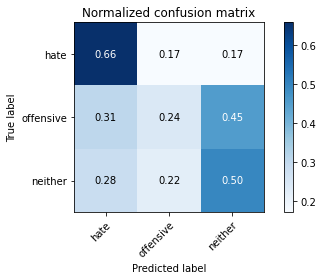 Normalized confusion matrix
True label
hate
0.66 0.17 0.17
offensive
0.31 0.24 0.45
neither
0.28 0.22 0.50
hate
offensive
neither
Predicted label
0.6
0.5
0.4
0.3
0.2